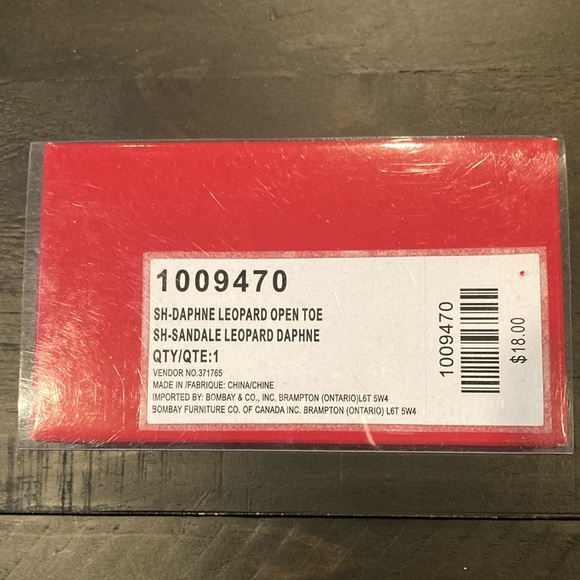 1009470
SH-DAPHNE LEOPARD OPEN TOE
SH-SANDALE LEOPARD DAPHNE
QTY/QTE:1
VENDOR NO.371765
MADE IN /FABRIQUE: CHINA/CHINE
IMPORTED BY: BOMBAY & CO., INC. BRAMPTON (ONTARIO)L6T 5W4
BOMBAY FURNITURE CO. OF CANADA INC. BRAMPTON (ONTARIO) L6T 5W4
1009470
$18.00